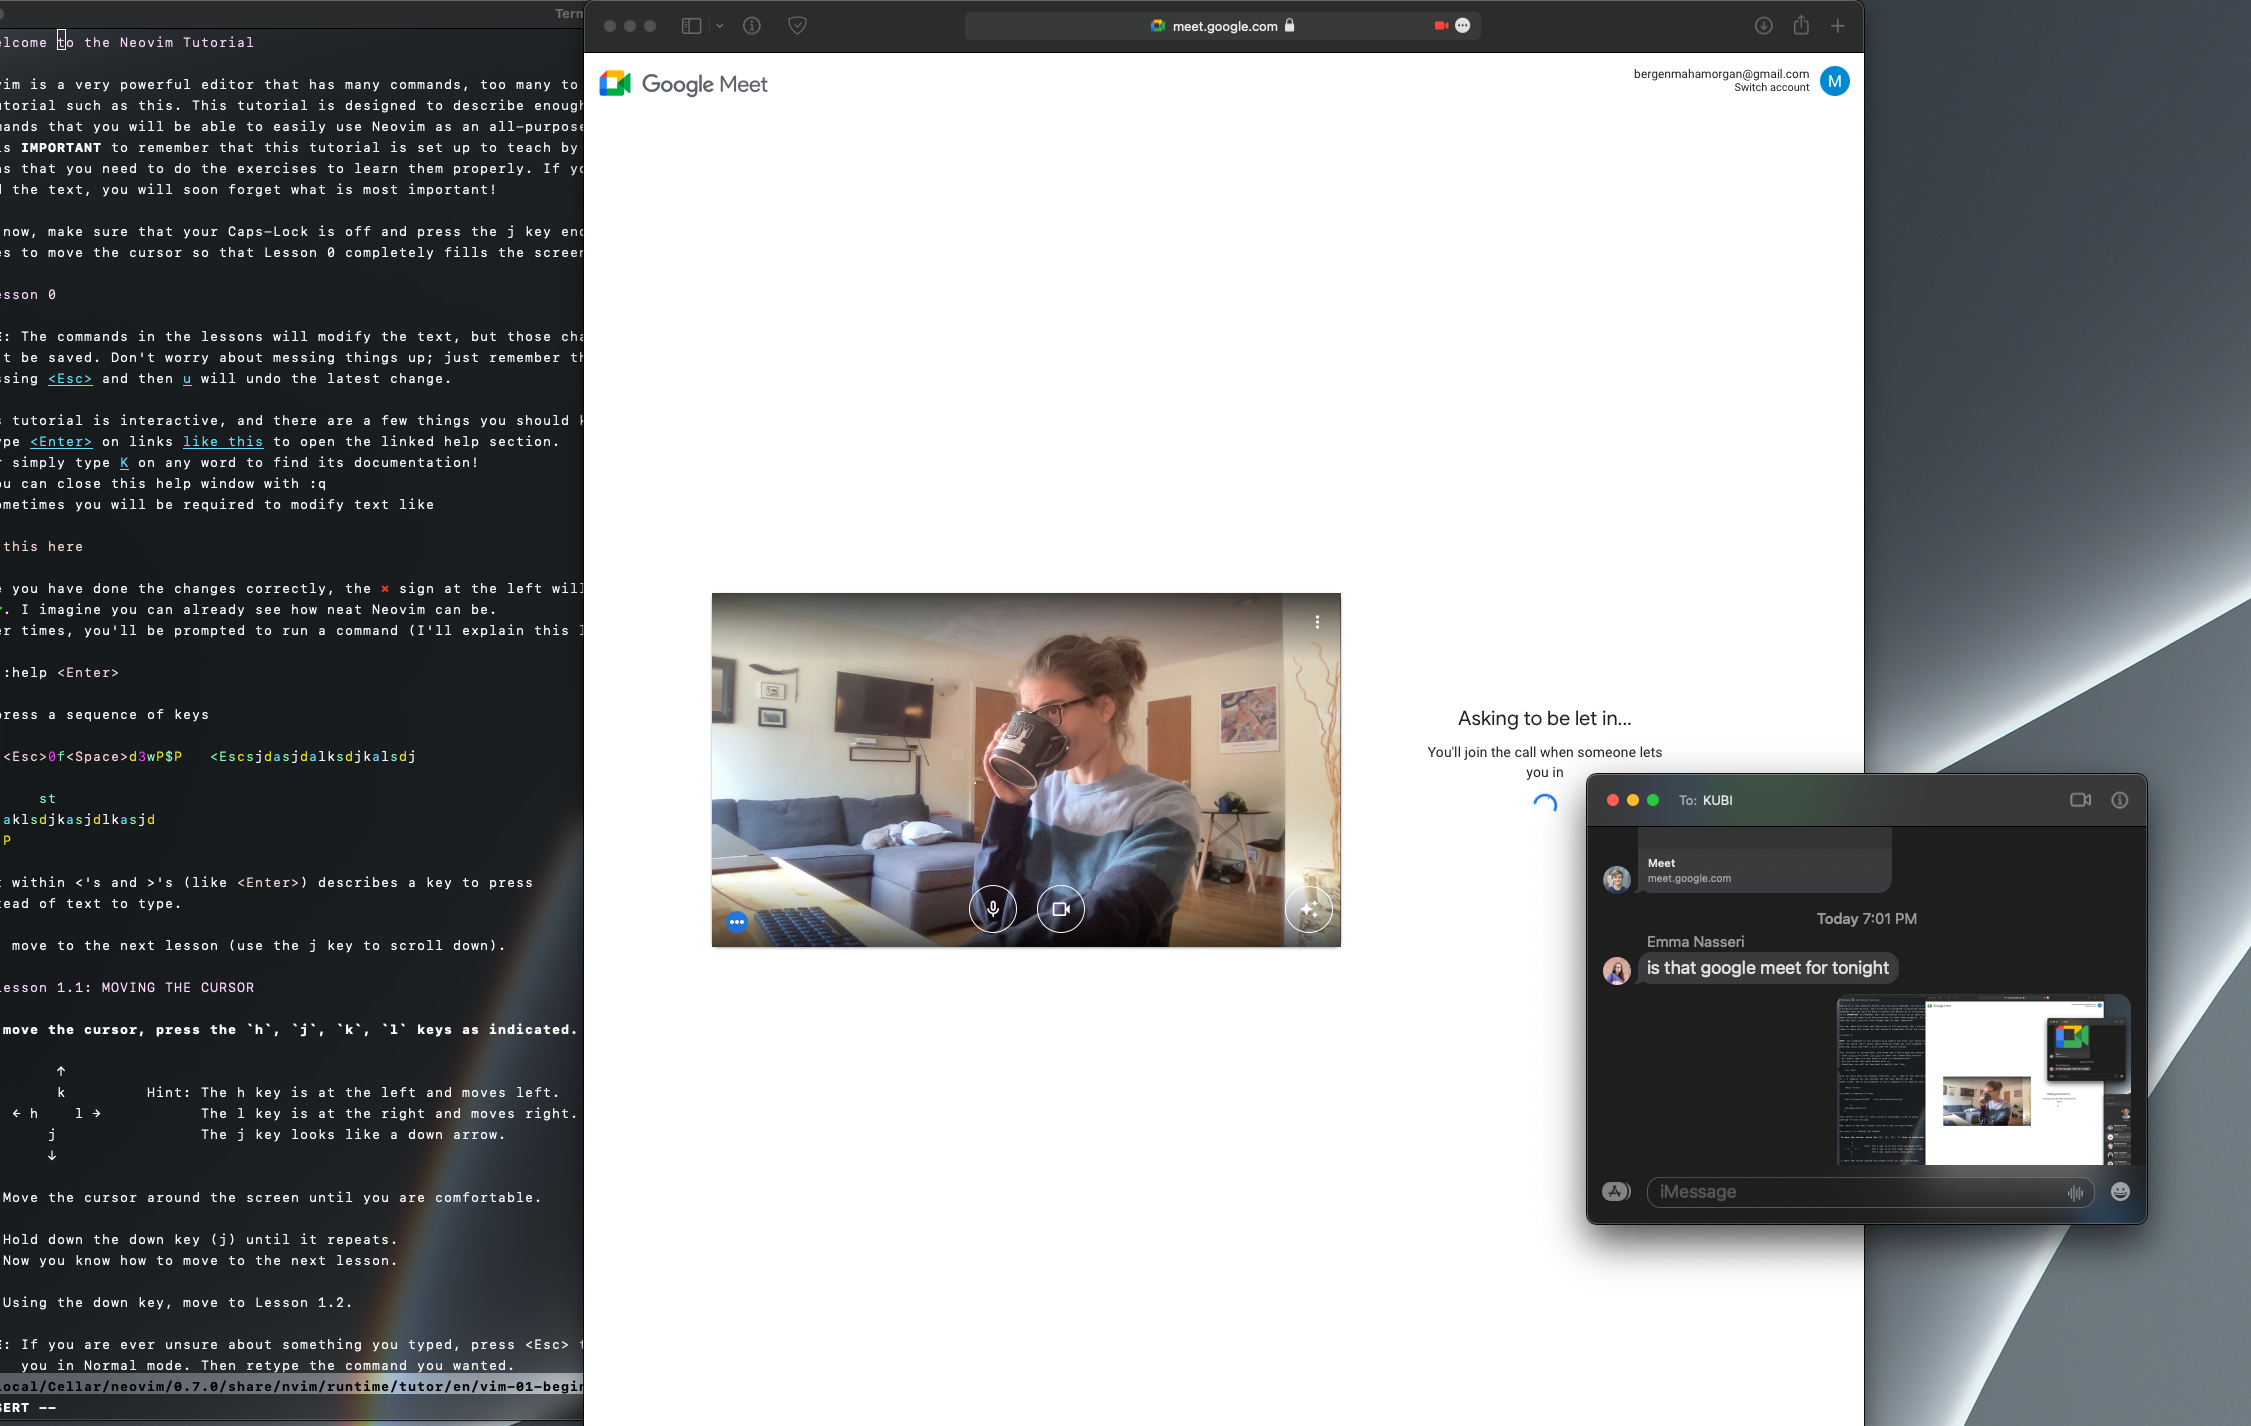 Term
elcome to the Neovim Tutorial
vim is a very powerful editor that has many commands, too many to
utorial such as this. This tutorial is designed to describe enough
mands that you will be able to easily use Neovim as an all-purpose
is IMPORTANT to remember that this tutorial is set up to teach by
ns that you need to do the exercises to learn them properly. If yo
d the text, you will soon forget what is most important!
now, make sure that your Caps-Lock is off and press the j key eno
es to move the cursor so that Lesson 0 completely fills the screen
esson 0
E: The commands in the lessons will modify the text, but those cha
't be saved. Don't worry about messing things up; just remember th
ssing <Esc> and then u will undo the latest change.
s tutorial is interactive, and there are a few things you should k
ype <Enter> on links like this to open the linked help section.
r simply type K on any word to find its documentation!
ou can close this help window with :q
ometimes you will be required to modify text like
this here
e you have done the changes correctly, the × sign at the left will
. I imagine you can already see how neat Neovim can be.
er times, you'll be prompted to run a command (I'll explain this l
:help <Enter>
press a sequence of keys
<Esc>0f<Space>d3wP$P   <Escsjdasjdalksdjkalsdj
st
aklsdjkasjdlkasjd
P
t within <'s and >'s (like <Enter>) describes a key to press
tead of text to type.
move to the next lesson (use the j key to scroll down).
Lesson 1.1: MOVING THE CURSOR
move the cursor, press the `h`, `j`, `k`, `l` keys as indicated.
↑
k         Hint: The h key is at the left and moves left.
← h    l →           The l key is at the right and moves right.
j                The j key looks like a down arrow.
↓
Move the cursor around the screen until you are comfortable.
Hold down the down key (j) until it repeats.
Now you know how to move to the next lesson.
Using the down key, move to Lesson 1.2.
E: If you are ever unsure about something you typed, press <Esc> t
you in Normal mode. Then retype the command you wanted.
ocal/Cellar/neovim/0.7.0/share/nvim/runtime/tutor/en/vim-01-begin
SERT --
meet.google.com
Google Meet
bergenmahamorgan@gmail.com
Switch account
M
Asking to be let in...
You'll join the call when someone lets
you in
To: KUBI
Meet
meet.google.com
Today 7:01 PM
Emma Nasseri
is that google meet for tonight
iMessage